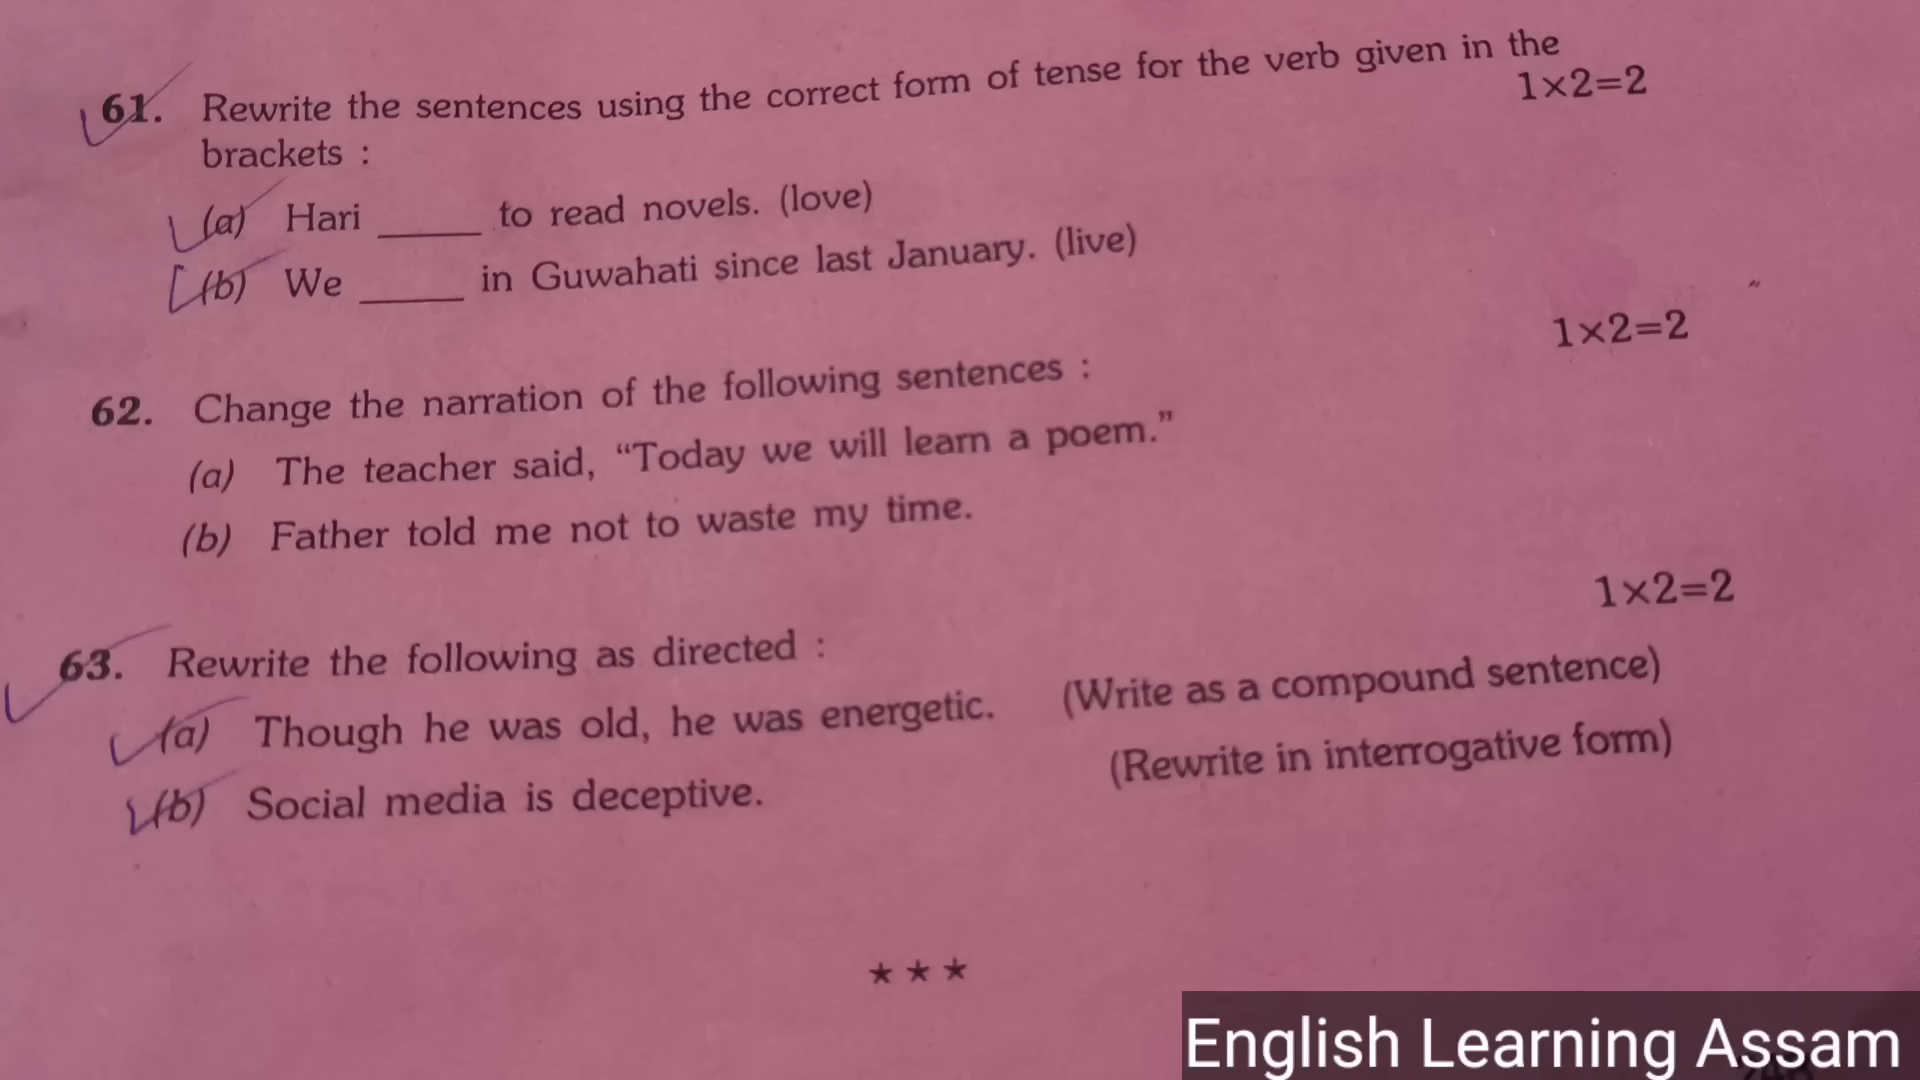 61. Rewrite the sentences using the correct form of tense for the verb given in the
brackets : 1×2=2
(a) Hari _____ to read novels. (love)
(b) We _____ in Guwahati since last January. (live)
62. Change the narration of the following sentences : 1×2=2
(a) The teacher said, “Today we will learn a poem.”
(b) Father told me not to waste my time.
63. Rewrite the following as directed : 1×2=2
(a) Though he was old, he was energetic. (Write as a compound sentence)
(b) Social media is deceptive. (Rewrite in interrogative form)
★ ★ ★
English Learning Assam